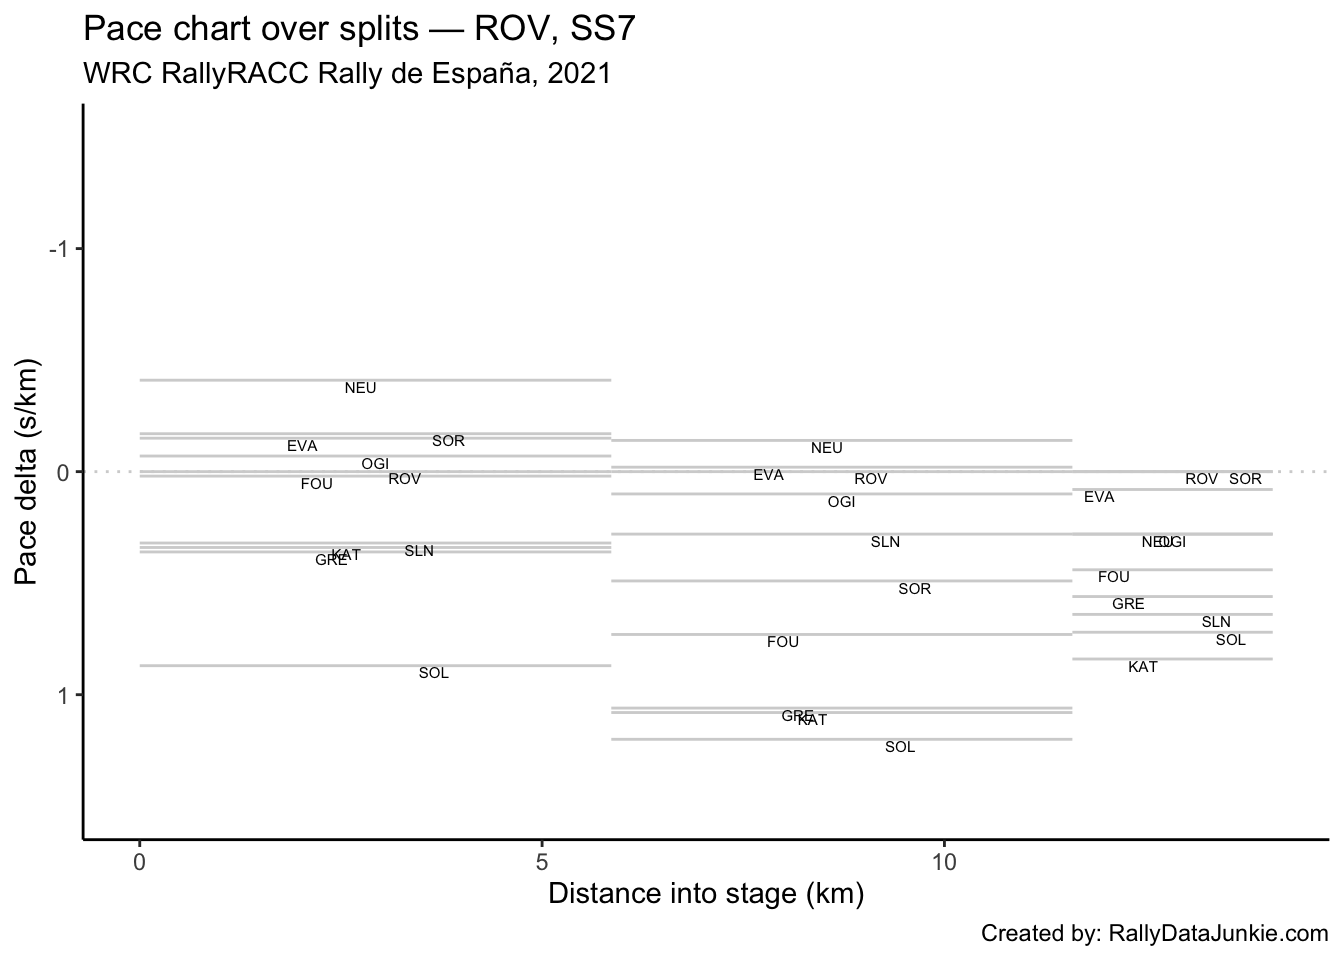 Pace chart over splits — ROV, SS7
WRC RallyRACC Rally de España, 2021
Pace delta (s/km)
-1
0
1
NEU
EVA
SOR
OGI
ROV
FOU
KAT
SLN
GRE
SOL
NEU
EVA
ROV
OGI
SLN
SOR
FOU
GRE
KAT
SOL
ROV
SOR
EVA
NEU
OGI
FOU
GRE
SLN
SOL
KAT
0
5
10
Distance into stage (km)
Created by: RallyDataJunkie.com